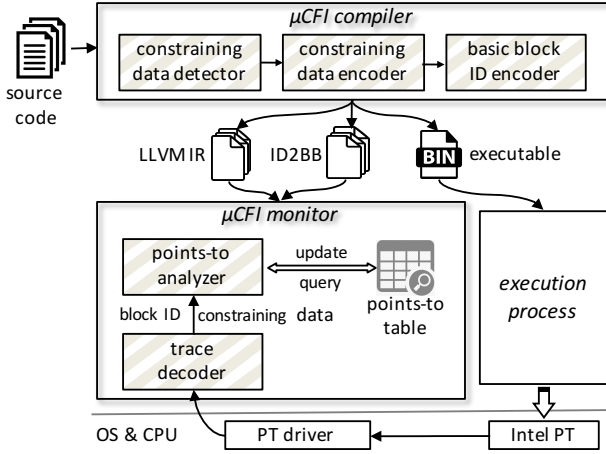 μCFI compiler
constraining
data detector
constraining
data encoder
basic block
ID encoder
source
code
LLVM IR
ID2BB
BIN
executable
μCFI monitor
points-to
analyzer
update
query
points-to
table
block ID
constraining data
trace
decoder
execution
process
OS & CPU
PT driver
Intel PT